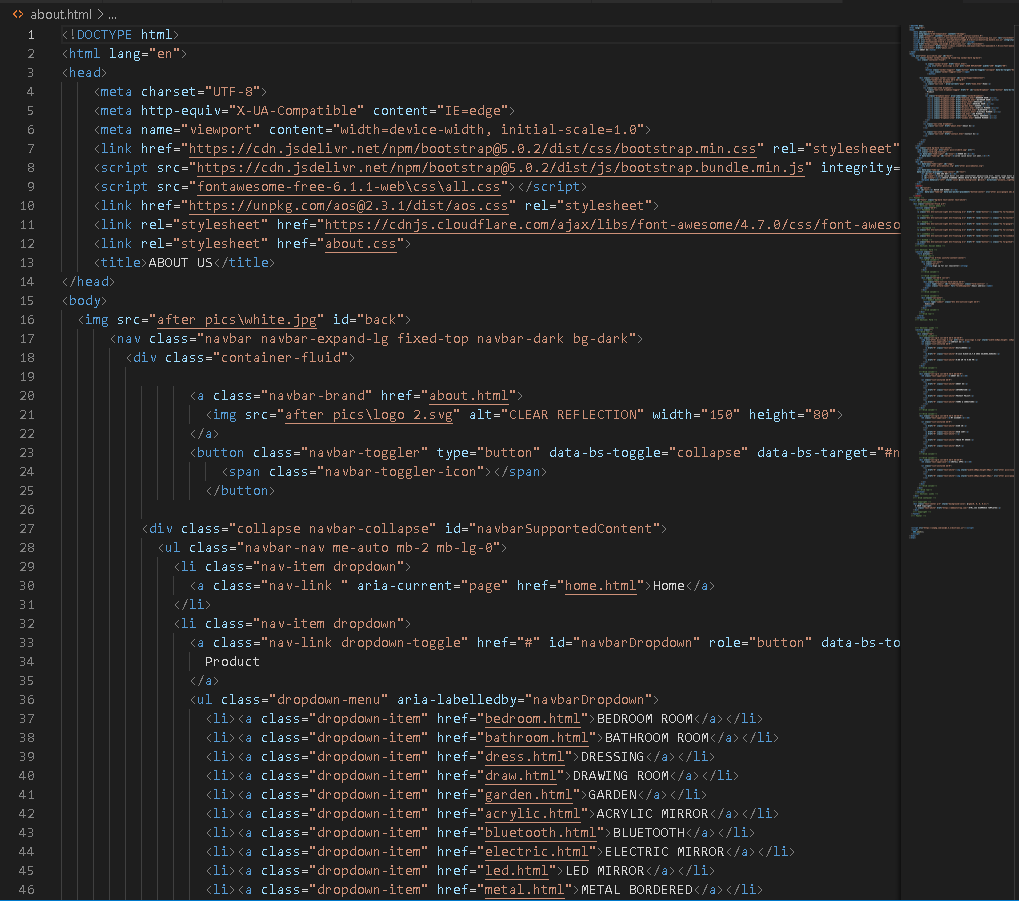 about.html > ...
1 <!DOCTYPE html>
2 <html lang="en">
3 <head>
4 <meta charset="UTF-8">
5 <meta http-equiv="X-UA-Compatible" content="IE=edge">
6 <meta name="viewport" content="width=device-width, initial-scale=1.0">
7 <link href="https://cdn.jsdelivr.net/npm/bootstrap@5.0.2/dist/css/bootstrap.min.css" rel="stylesheet"
8 <script src="https://cdn.jsdelivr.net/npm/bootstrap@5.0.2/dist/js/bootstrap.bundle.min.js" integrity=
9 <script src="fontawesome-free-6.1.1-web\css\all.css"></script>
10 <link href="https://unpkg.com/aos@2.3.1/dist/aos.css" rel="stylesheet">
11 <link rel="stylesheet" href="https://cdnjs.cloudflare.com/ajax/libs/font-awesome/4.7.0/css/font-aweso
12 <link rel="stylesheet" href="about.css">
13 <title>ABOUT US</title>
14 </head>
15 <body>
16 <img src="after pics\white.jpg" id="back">
17 <nav class="navbar navbar-expand-lg fixed-top navbar-dark bg-dark">
18 <div class="container-fluid">
19
20 <a class="navbar-brand" href="about.html">
21 <img src="after pics\logo 2.svg" alt="CLEAR REFLECTION" width="150" height="80">
22 </a>
23 <button class="navbar-toggler" type="button" data-bs-toggle="collapse" data-bs-target="#n
24 <span class="navbar-toggler-icon"></span>
25 </button>
26
27 <div class="collapse navbar-collapse" id="navbarSupportedContent">
28 <ul class="navbar-nav me-auto mb-2 mb-lg-0">
29 <li class="nav-item dropdown">
30 <a class="nav-link " aria-current="page" href="home.html">Home</a>
31 </li>
32 <li class="nav-item dropdown">
33 <a class="nav-link dropdown-toggle" href="#" id="navbarDropdown" role="button" data-bs-to
34 Product
35 </a>
36 <ul class="dropdown-menu" aria-labelledby="navbarDropdown">
37 <li><a class="dropdown-item" href="bedroom.html">BEDROOM ROOM</a></li>
38 <li><a class="dropdown-item" href="bathroom.html">BATHROOM ROOM</a></li>
39 <li><a class="dropdown-item" href="dress.html">DRESSING</a></li>
40 <li><a class="dropdown-item" href="draw.html">DRAWING ROOM</a></li>
41 <li><a class="dropdown-item" href="garden.html">GARDEN</a></li>
42 <li><a class="dropdown-item" href="acrylic.html">ACRYLIC MIRROR</a></li>
43 <li><a class="dropdown-item" href="bluetooth.html">BLUETOOTH</a></li>
44 <li><a class="dropdown-item" href="electric.html">ELECTRIC MIRROR</a></li>
45 <li><a class="dropdown-item" href="led.html">LED MIRROR</a></li>
46 <li><a class="dropdown-item" href="metal.html">METAL BORDERED</a></li>